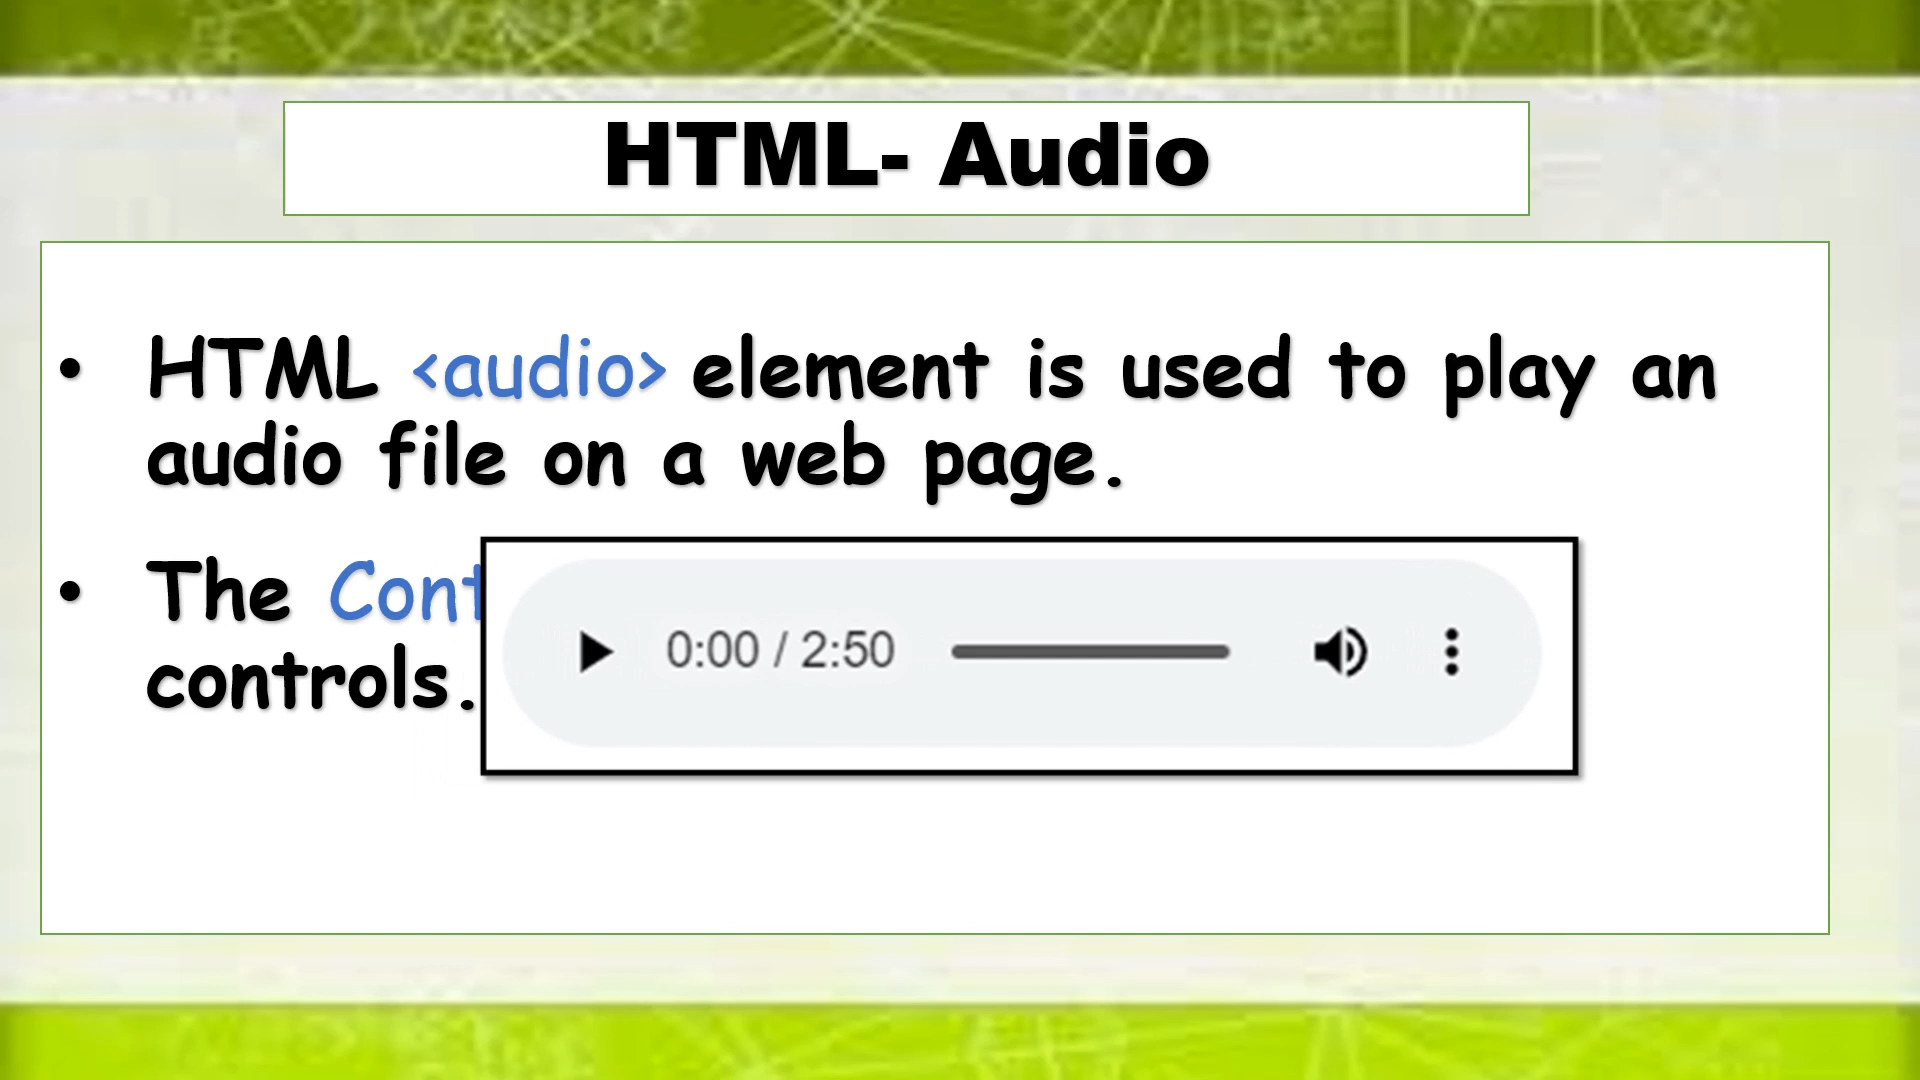 HTML- Audio
• HTML <audio> element is used to play an
audio file on a web page.
• The
controls.
0:00 / 2:50